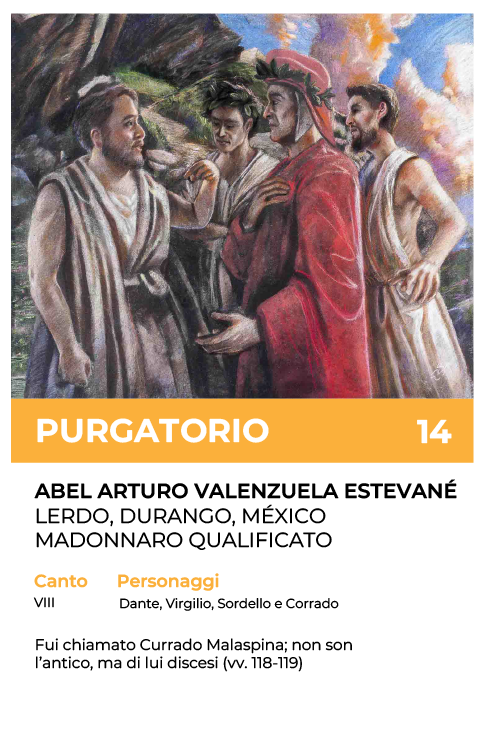 PURGATORIO 14
ABEL ARTURO VALENZUELA ESTEVANÉ
LERDO, DURANGO, MÉXICO
MADONNARO QUALIFICATO
Canto Personaggi
VIII Dante, Virgilio, Sordello e Corrado
Fui chiamato Currado Malaspina; non son
l'antico, ma di lui discesi (vv. 118-119)